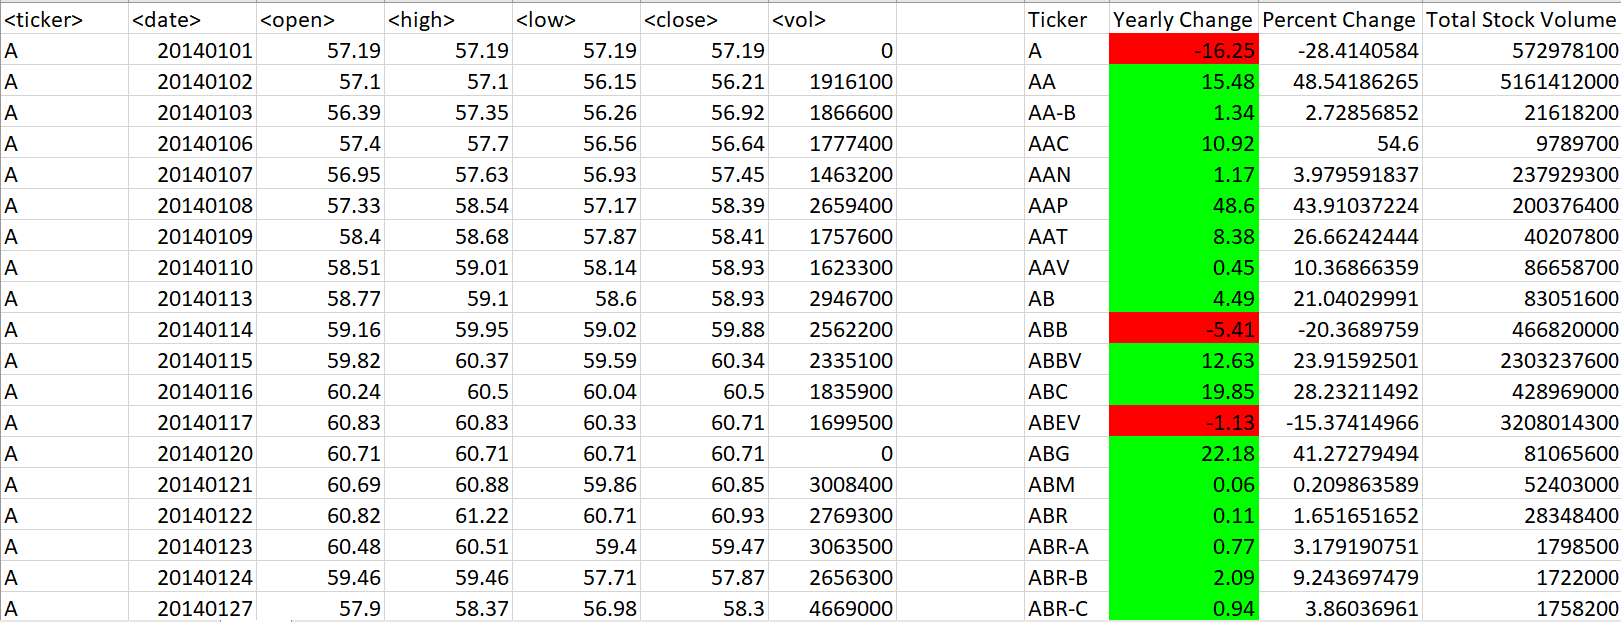 <ticker> <date> <open> <high> <low> <close> <vol> Ticker Yearly Change Percent Change Total Stock Volume
A 20140101 57.19 57.19 57.19 57.19 0 A -16.25 -28.4140584 572978100
A 20140102 57.1 57.1 56.15 56.21 1916100 AA 15.48 48.54186265 5161412000
A 20140103 56.39 57.35 56.26 56.92 1866600 AA-B 1.34 2.72856852 21618200
A 20140106 57.4 57.7 56.56 56.64 1777400 AAC 10.92 54.6 9789700
A 20140107 56.95 57.63 56.93 57.45 1463200 AAN 1.17 3.979591837 237929300
A 20140108 57.33 58.54 57.17 58.39 2659400 AAP 48.6 43.91037224 200376400
A 20140109 58.4 58.68 57.87 58.41 1757600 AAT 8.38 26.66242444 40207800
A 20140110 58.51 59.01 58.14 58.93 1623300 AAV 0.45 10.36866359 86658700
A 20140113 58.77 59.1 58.6 58.93 2946700 AB 4.49 21.04029991 83051600
A 20140114 59.16 59.95 59.02 59.88 2562200 ABB -5.41 -20.3689759 466820000
A 20140115 59.82 60.37 59.59 60.34 2335100 ABBV 12.63 23.91592501 2303237600
A 20140116 60.24 60.5 60.04 60.5 1835900 ABC 19.85 28.23211492 428969000
A 20140117 60.83 60.83 60.33 60.71 1699500 ABEV -1.13 -15.37414966 3208014300
A 20140120 60.71 60.71 60.71 60.71 0 ABG 22.18 41.27279494 81065600
A 20140121 60.69 60.88 59.86 60.85 3008400 ABM 0.06 0.209863589 52403000
A 20140122 60.82 61.22 60.71 60.93 2769300 ABR 0.11 1.651651652 28348400
A 20140123 60.48 60.51 59.4 59.47 3063500 ABR-A 0.77 3.179190751 1798500
A 20140124 59.46 59.46 57.71 57.87 2656300 ABR-B 2.09 9.243697479 1722000
A 20140127 57.9 58.37 56.98 58.3 4669000 ABR-C 0.94 3.86036961 1758200